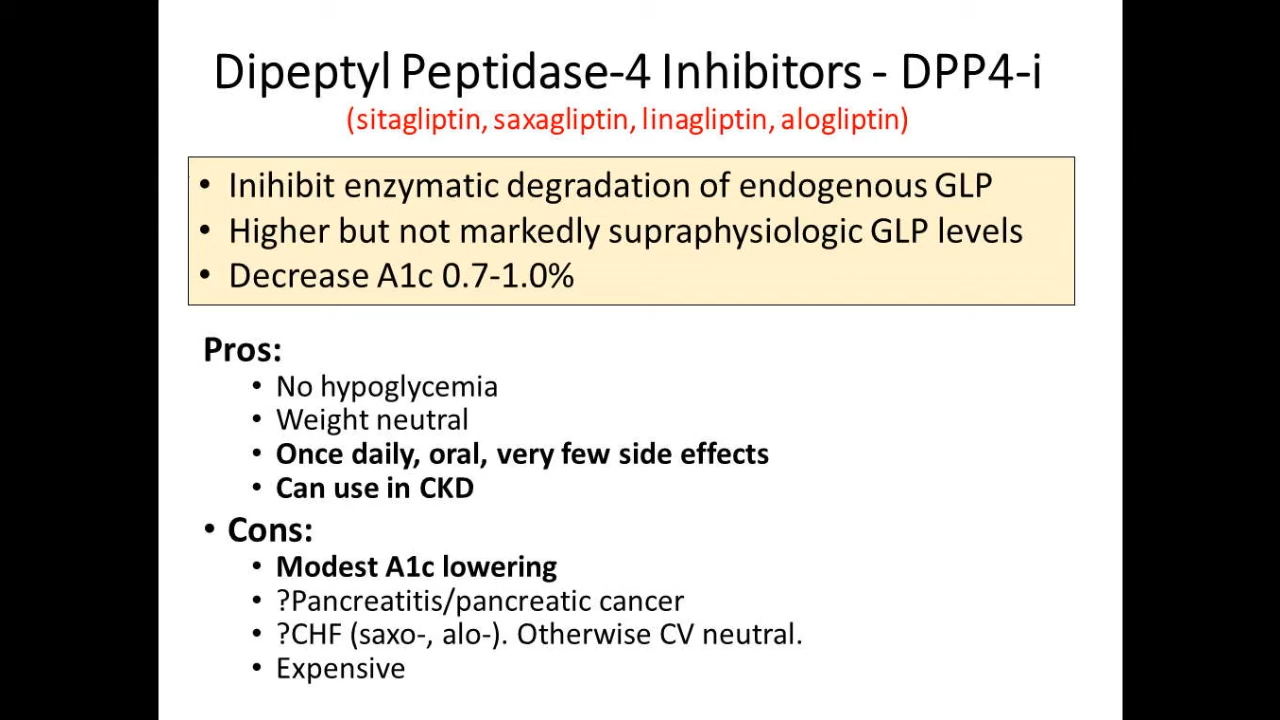 Dipeptyl Peptidase-4 Inhibitors - DPP4-i
(sitagliptin, saxagliptin, linagliptin, alogliptin)
• Inihibit enzymatic degradation of endogenous GLP
• Higher but not markedly supraphysiologic GLP levels
• Decrease A1c 0.7-1.0%
Pros:
• No hypoglycemia
• Weight neutral
• Once daily, oral, very few side effects
• Can use in CKD
• Cons:
• Modest A1c lowering
• ?Pancreatitis/pancreatic cancer
• ?CHF (saxo-, alo-). Otherwise CV neutral.
• Expensive